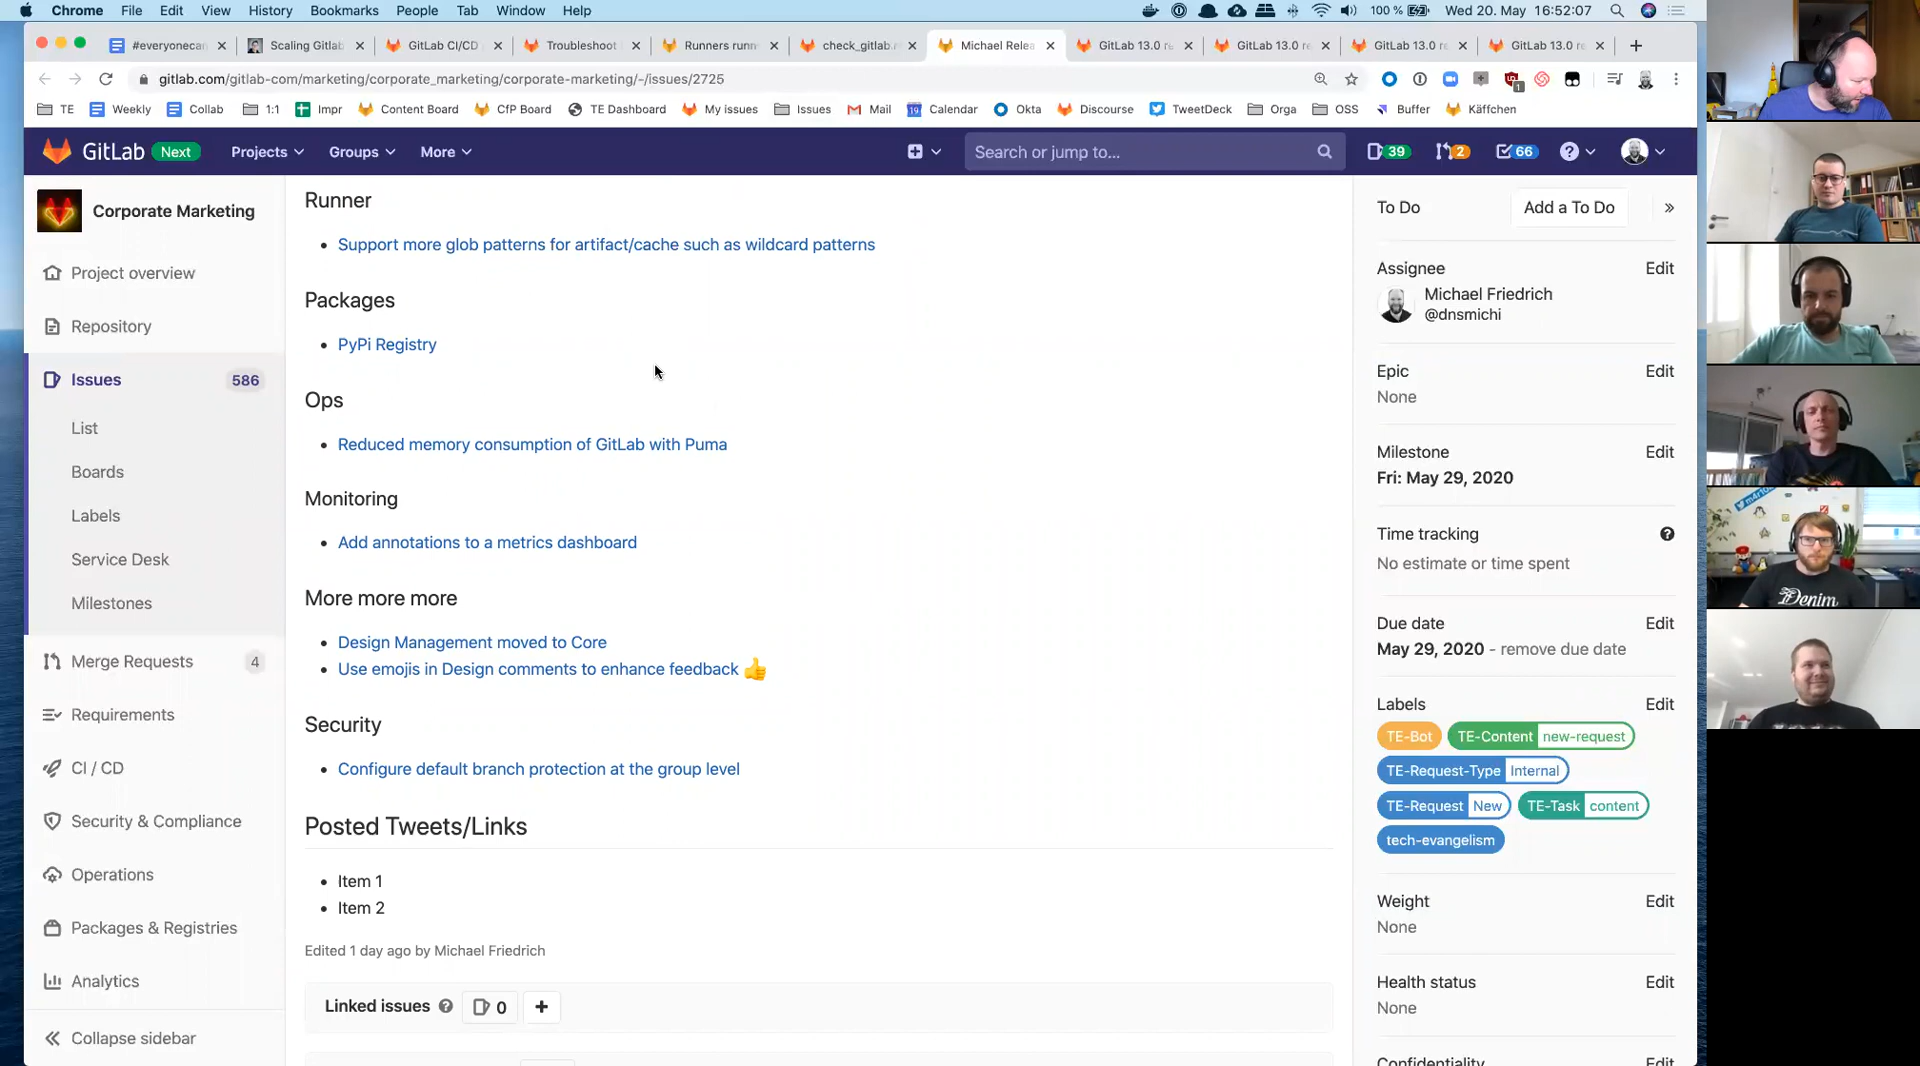 Chrome File Edit View History Bookmarks People Tab Window Help 100 % Wed 20. May 16:52:07
#everyonecan Scaling Gitlab GitLab CI/CD Troubleshoot Runners runn check_gitlab. Michael Relea GitLab 13.0 re GitLab 13.0 re GitLab 13.0 re GitLab 13.0 re
gitlab.com/gitlab-com/marketing/corporate_marketing/corporate-marketing/-/issues/2725
TE Weekly Collab 1:1 Impr Content Board CfP Board TE Dashboard My issues Issues Mail Calendar Okta Discourse TweetDeck Orga OSS Buffer Käffchen
GitLab Next Projects Groups More Search or jump to... 39 2 66
Corporate Marketing
Project overview
Repository
Issues 586
List
Boards
Labels
Service Desk
Milestones
Merge Requests 4
Requirements
CI / CD
Security & Compliance
Operations
Packages & Registries
Analytics
Collapse sidebar
Runner
Support more glob patterns for artifact/cache such as wildcard patterns
Packages
PyPi Registry
Ops
Reduced memory consumption of GitLab with Puma
Monitoring
Add annotations to a metrics dashboard
More more more
Design Management moved to Core
Use emojis in Design comments to enhance feedback 👍
Security
Configure default branch protection at the group level
Posted Tweets/Links
Item 1
Item 2
Edited 1 day ago by Michael Friedrich
Linked issues 0
To Do Add a To Do
Assignee Edit
Michael Friedrich
@dnsmichi
Epic Edit
None
Milestone Edit
Fri: May 29, 2020
Time tracking
No estimate or time spent
Due date Edit
May 29, 2020 - remove due date
Labels Edit
TE-Bot TE-Content new-request
TE-Request-Type Internal
TE-Request New TE-Task content
tech-evangelism
Weight Edit
None
Health status Edit
None
Confidentiality Edit
Denim